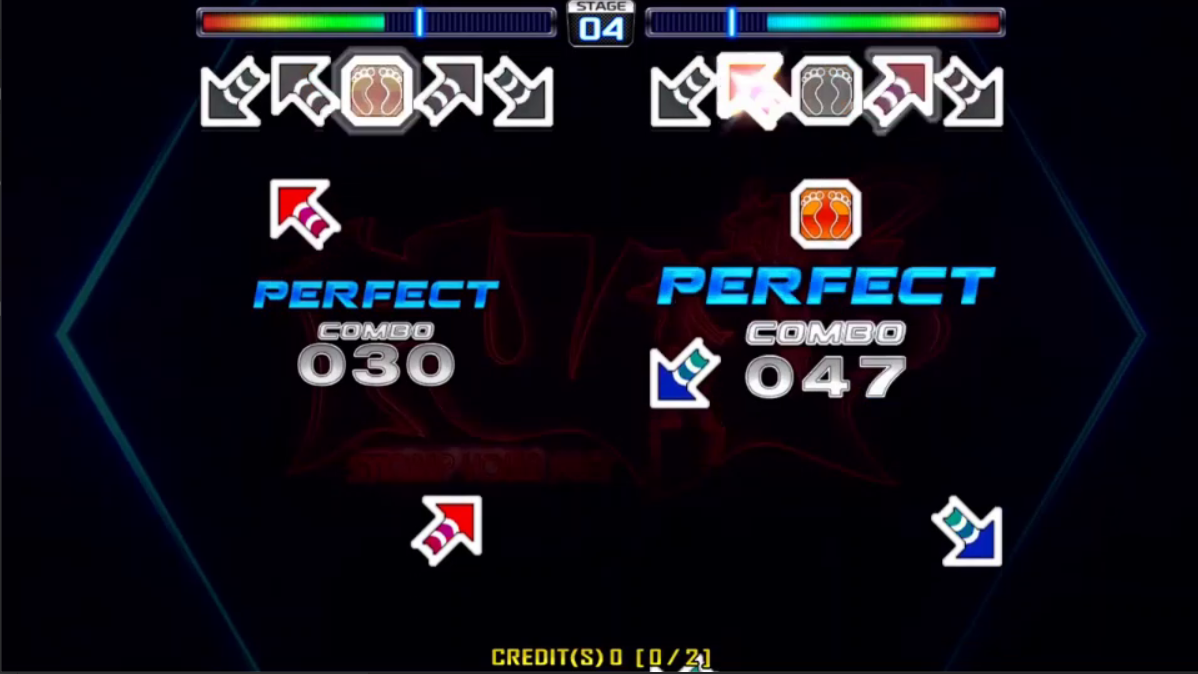 STAGE
04
PERFECT
COMBO
030
PERFECT
COMBO
047
CREDIT(S) 0 [0/2]